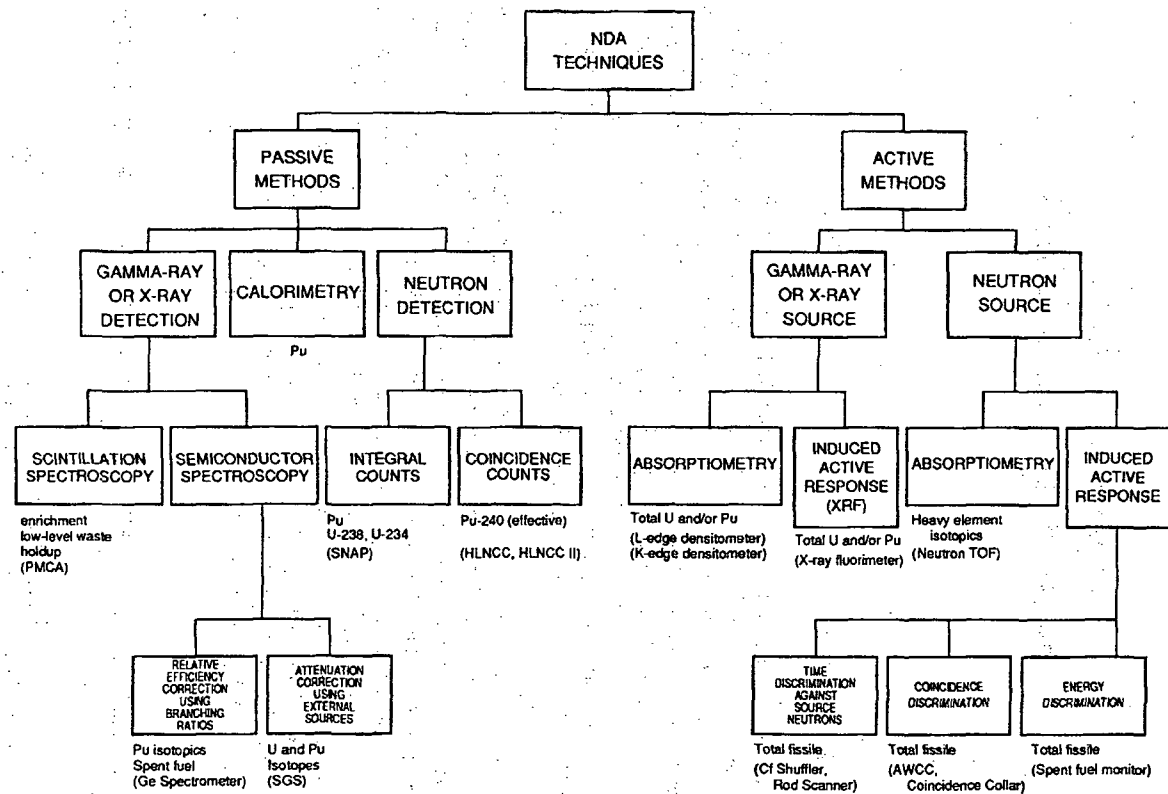 NDA
TECHNIQUES
PASSIVE
METHODS
ACTIVE
METHODS
GAMMA-RAY
OR X-RAY
DETECTION
CALORIMETRY
Pu
NEUTRON
DETECTION
GAMMA-RAY
OR X-RAY
SOURCE
NEUTRON
SOURCE
SCINTILLATION
SPECTROSCOPY
enrichment
low-level waste
holdup
(PMCA)
SEMICONDUCTOR
SPECTROSCOPY
INTEGRAL
COUNTS
Pu
U-238, U-234
(SNAP)
COINCIDENCE
COUNTS
Pu-240 (effective)
(HLNCC, HLNCC II)
ABSORPTIOMETRY
Total U and/or Pu
(L-edge densitometer)
(K-edge densitometer)
INDUCED
ACTIVE
RESPONSE
(XRF)
Total U and/or Pu
(X-ray fluorimeter)
ABSORPTIOMETRY
Heavy element
isotopics
(Neutron TOF)
INDUCED
ACTIVE
RESPONSE
RELATIVE
EFFICIENCY
CORRECTION
USING
BRANCHING
RATIOS
Pu isotopics
Spent fuel
(Ge Spectrometer)
ATTENUATION
CORRECTION
USING
EXTERNAL
SOURCES
U and Pu
Isotopes
(SGS)
TIME
DISCRIMINATION
AGAINST
SOURCE
NEUTRONS
Total fissile
(Cf Shuffler,
Rod Scanner)
COINCIDENCE
DISCRIMINATION
Total fissile
(AWCC,
Coincidence Collar)
ENERGY
DISCRIMINATION
Total fissile
(Spent fuel monitor)